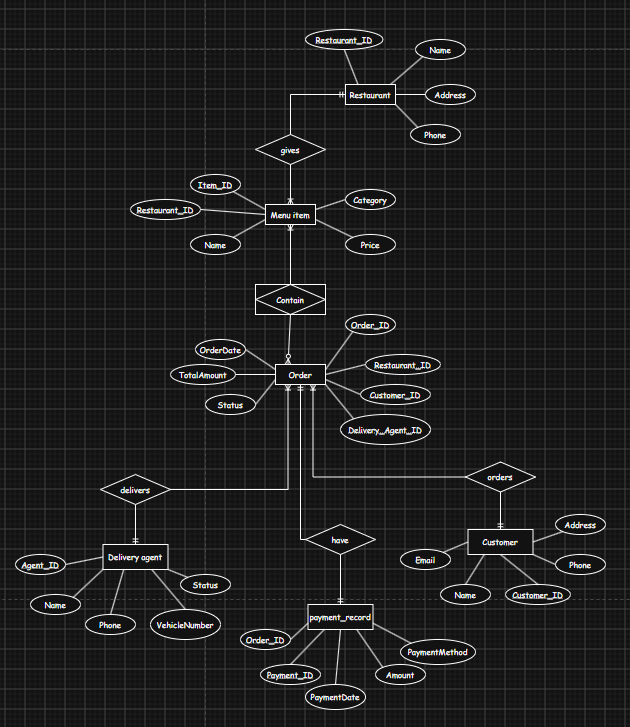 Restaurant_ID
Name
Restaurant
Address
Phone
gives
Item_ID
Category
Restaurant_ID
Menu item
Name
Price
Contain
Order_ID
OrderDate
Restaurant_ID
TotalAmount
Order
Customer_ID
Status
Delivery_Agent_ID
orders
delivers
Address
have
Customer
Delivery agent
Email
Phone
Agent_ID
Status
Name
Customer_ID
Name
Phone
VehicleNumber
payment_record
Order_ID
PaymentMethod
Payment_ID
Amount
PaymentDate